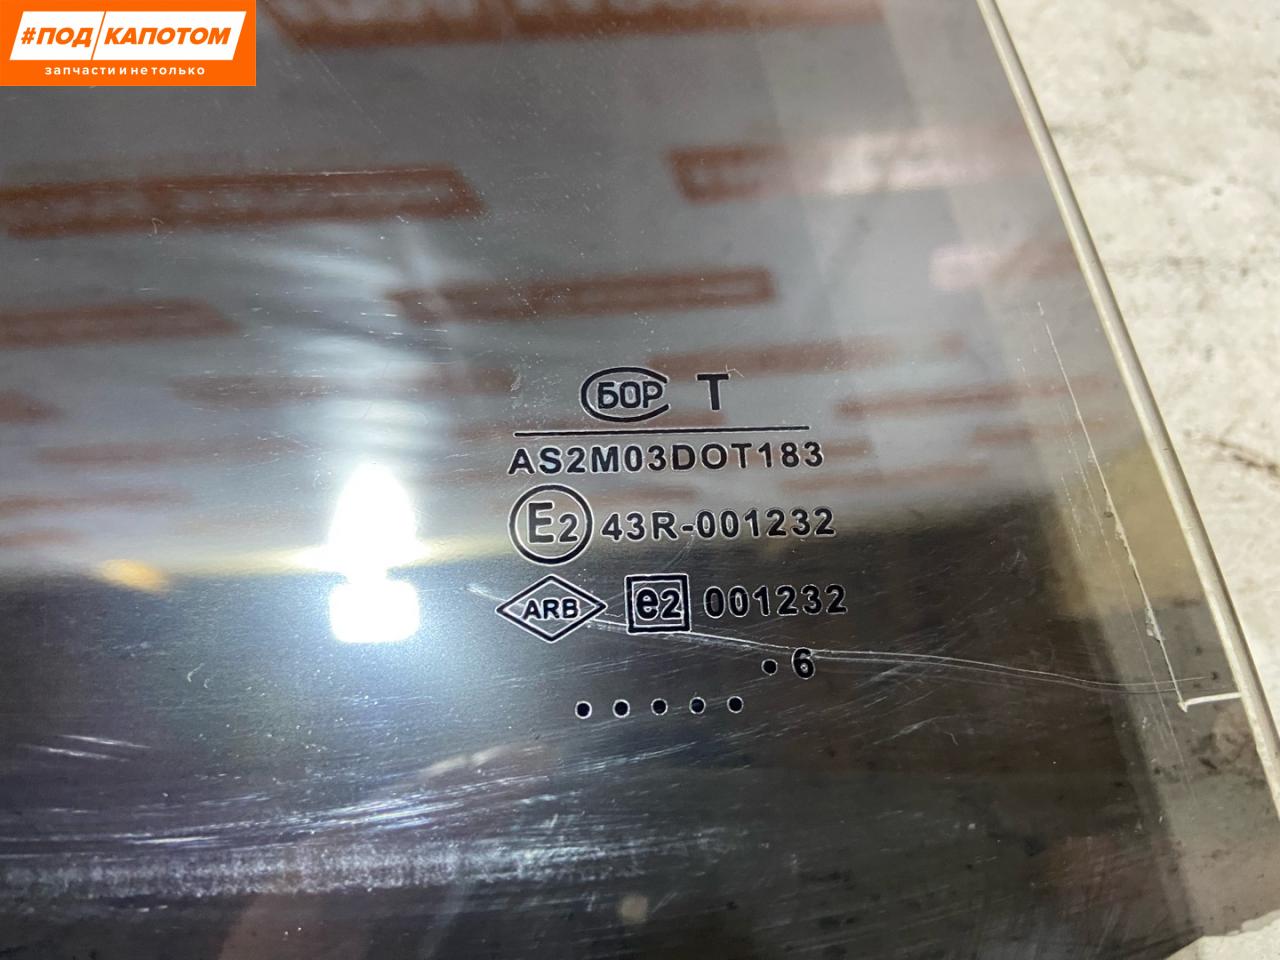 #ПОД КАПОТОМ
запчасти и не только
БОР T
AS2M03DOT183
E2 43R-001232
ARB e2 001232
. 6
. . . . .